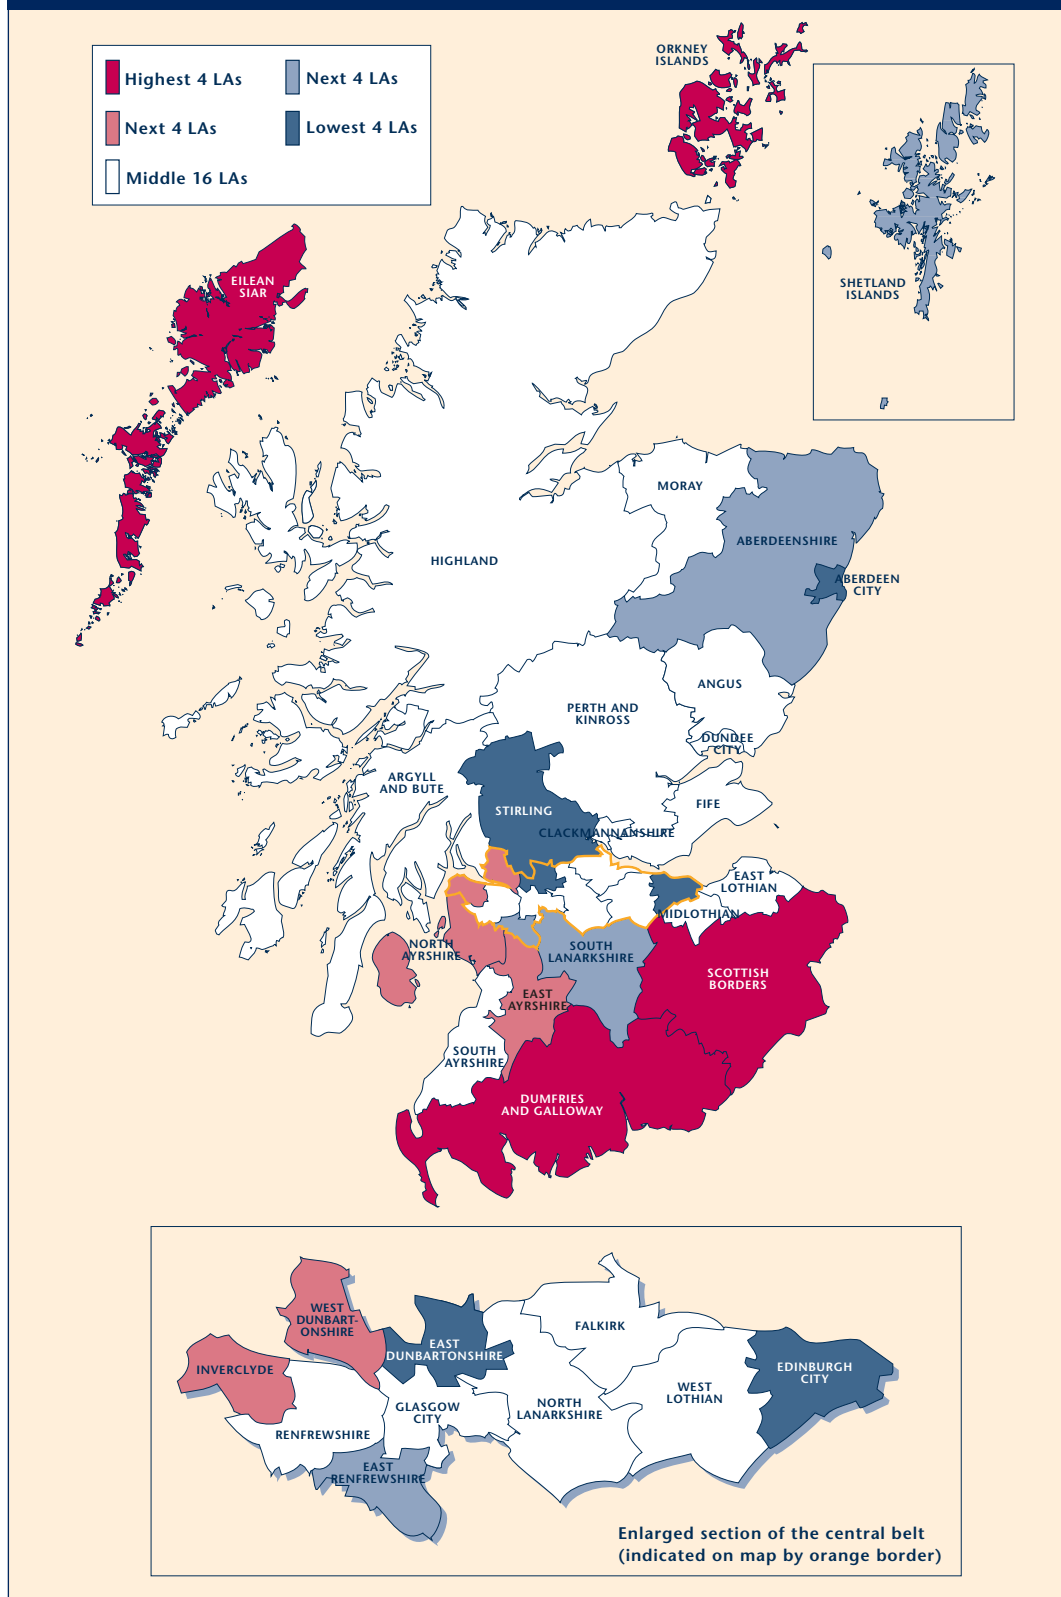 Highest 4 LAs
Next 4 LAs
Next 4 LAs
Lowest 4 LAs
Middle 16 LAs
ORKNEY
ISLANDS
SHETLAND
ISLANDS
EILEAN
SIAR
MORAY
ABERDEENSHIRE
HIGHLAND
ABERDEEN
CITY
ANGUS
PERTH AND
KINROSS
DUNDEE
CITY
ARGYLL
AND BUTE
FIFE
STIRLING
CLACKMANNANSHIRE
EAST
LOTHIAN
MIDLOTHIAN
NORTH
AYRSHIRE
SOUTH
LANARKSHIRE
SCOTTISH
BORDERS
EAST
AYRSHIRE
SOUTH
AYRSHIRE
DUMFRIES
AND GALLOWAY
WEST
DUNBART-
ONSHIRE
FALKIRK
EAST
DUNBARTONSHIRE
INVERCLYDE
EDINBURGH
CITY
WEST
LOTHIAN
NORTH
LANARKSHIRE
GLASGOW
CITY
RENFREWSHIRE
EAST
RENFREWSHIRE
Enlarged section of the central belt
(indicated on map by orange border)